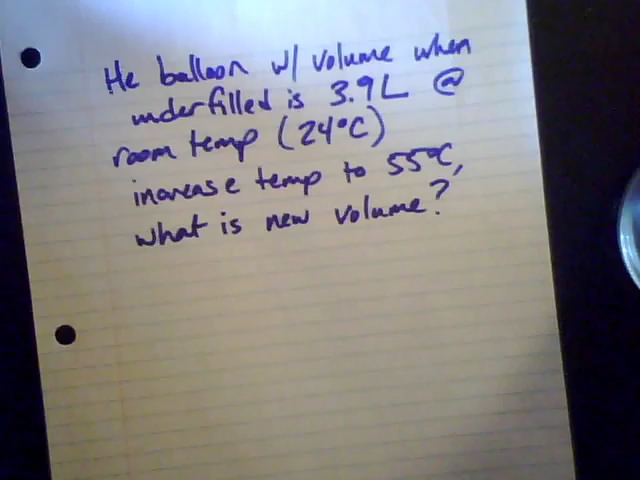 He balloon w/ volume when
underfilled is 3.9L @
room temp (24°C)
increase temp to 55°C,
what is new volume?